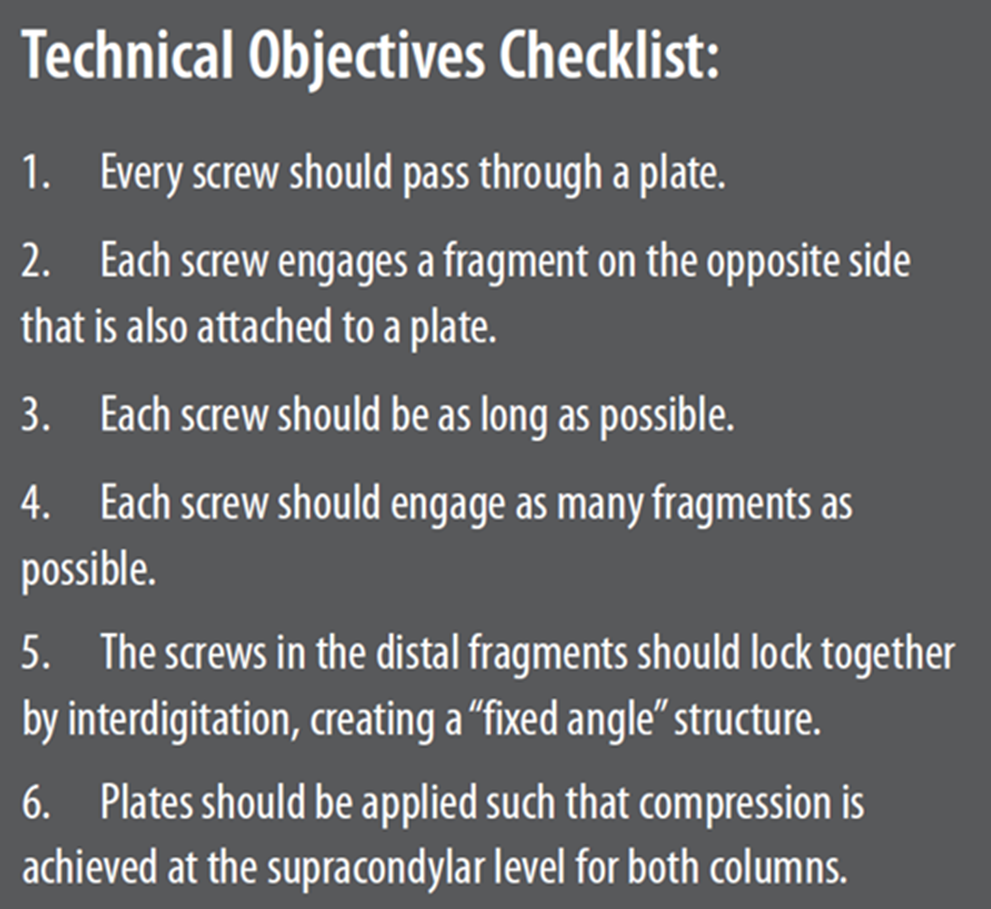 Technical Objectives Checklist:
1. Every screw should pass through a plate.
2. Each screw engages a fragment on the opposite side
that is also attached to a plate.
3. Each screw should be as long as possible.
4. Each screw should engage as many fragments as
possible.
5. The screws in the distal fragments should lock together
by interdigitation, creating a “fixed angle” structure.
6. Plates should be applied such that compression is
achieved at the supracondylar level for both columns.